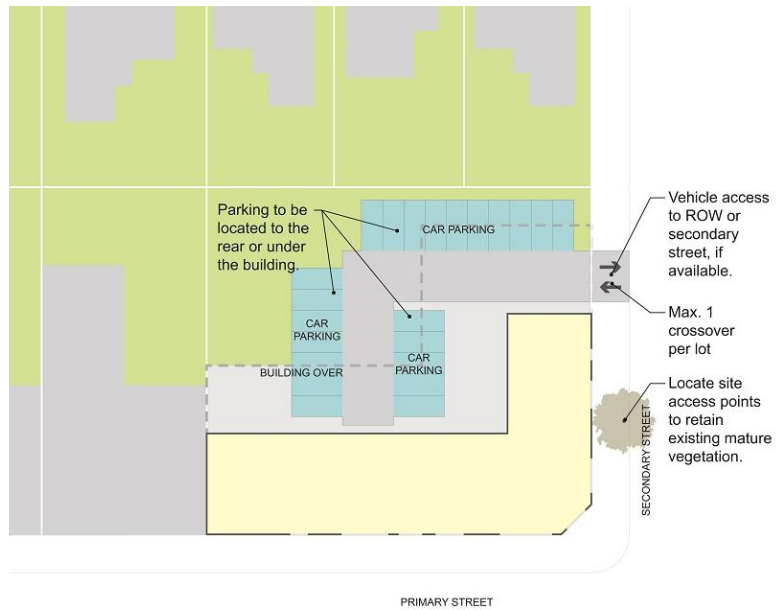 Parking to be
located to the
rear or under
the building.
CAR PARKING
Vehicle access
to ROW or
secondary
street, if
available.
Max. 1
crossover
per lot
CAR
PARKING
CAR
PARKING
BUILDING OVER
Locate site
access points
to retain
existing mature
vegetation.
SECONDARY STREET
PRIMARY STREET